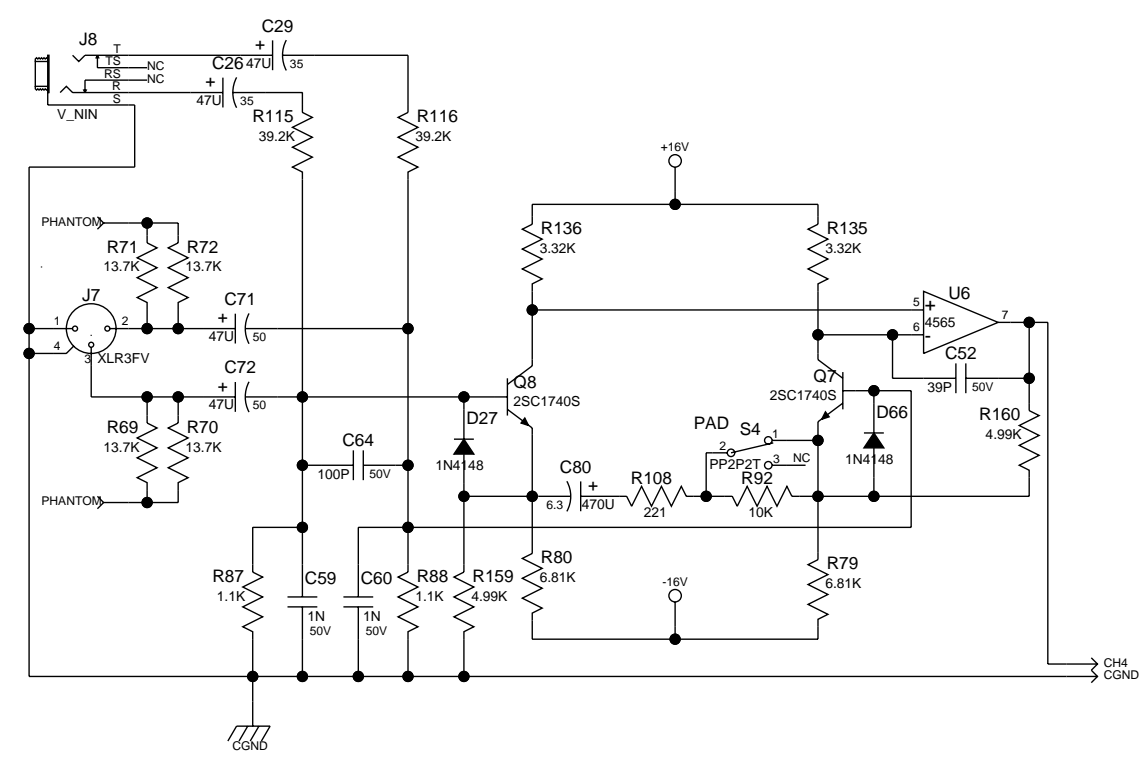 C29
J8
T
+
47U
35
TS
NC
RS
NC
C26
R
+
47U
35
S
V_NIN
R115
39.2K
R116
39.2K
+16V
PHANTOM
R71
13.7K
R72
13.7K
R136
3.32K
R135
3.32K
J7
1
2
3
4
XLR3FV
C71
+
47U
50
U6
5
+
6
-
4565
7
C52
39P
50V
C72
+
47U
50
Q8
2SC1740S
Q7
2SC1740S
D27
1N4148
D66
1N4148
PAD
S4
1
2
PP2P2T
3
NC
R160
4.99K
R69
13.7K
R70
13.7K
C64
100P
50V
PHANTOM
C80
+
6.3
470U
R108
221
R92
10K
R87
1.1K
C59
1N
50V
C60
1N
50V
R88
1.1K
R159
4.99K
R80
6.81K
-16V
R79
6.81K
CH4
CGND
CGND